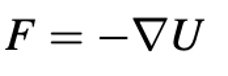 F = −∇U